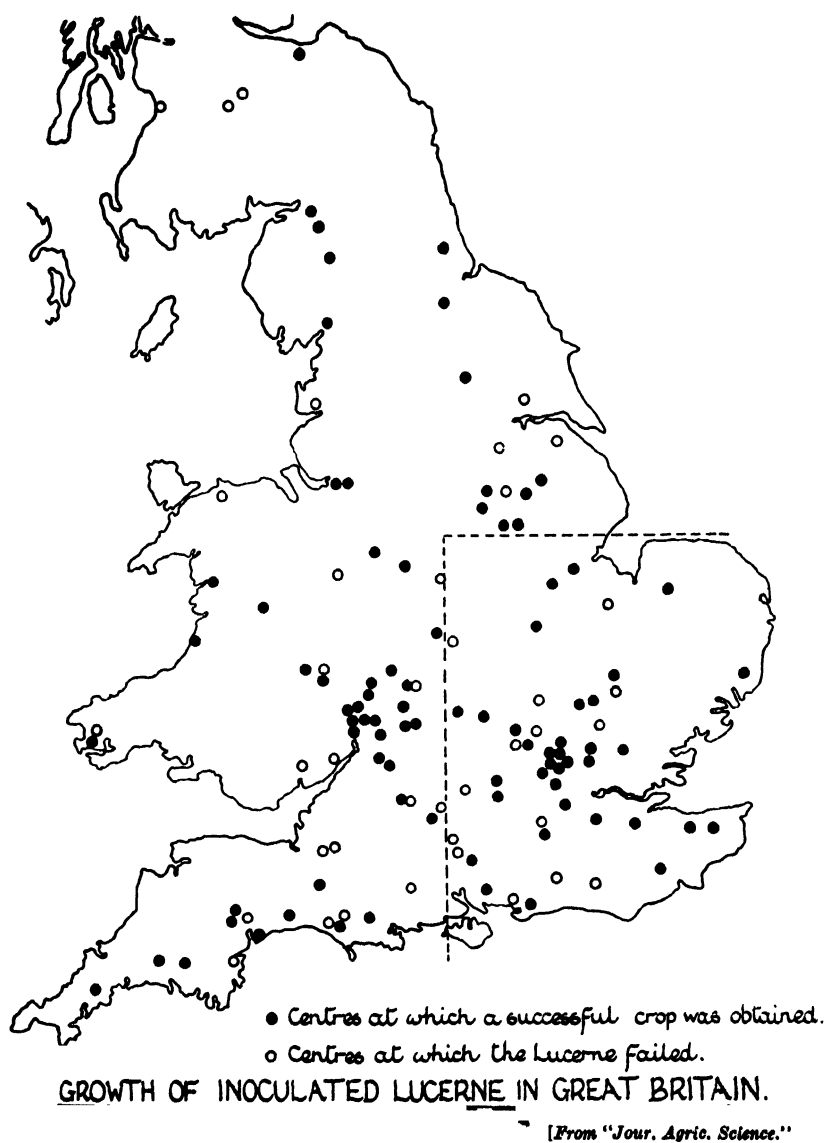 Centres at which a successful crop was obtained.
Centres at which the Lucerne failed.
GROWTH OF INOCULATED LUCERNE IN GREAT BRITAIN.
[From "Jour. Agric. Science."